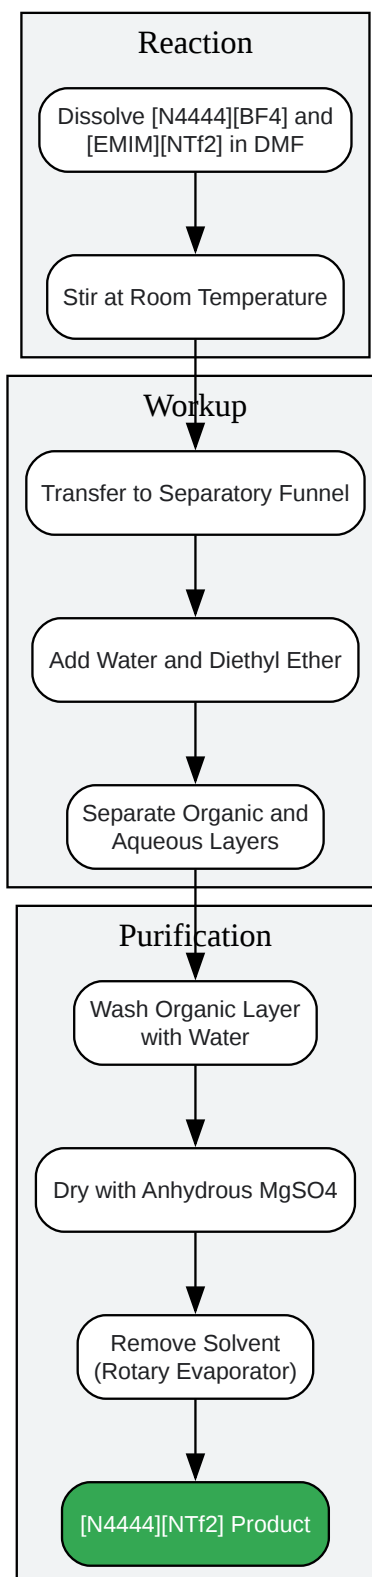 Reaction
Dissolve [N4444][BF4] and
[EMIM][NTf2] in DMF
Stir at Room Temperature
Workup
Transfer to Separatory Funnel
Add Water and Diethyl Ether
Separate Organic and
Aqueous Layers
Purification
Wash Organic Layer
with Water
Dry with Anhydrous MgSO4
Remove Solvent
(Rotary Evaporator)
[N4444][NTf2] Product